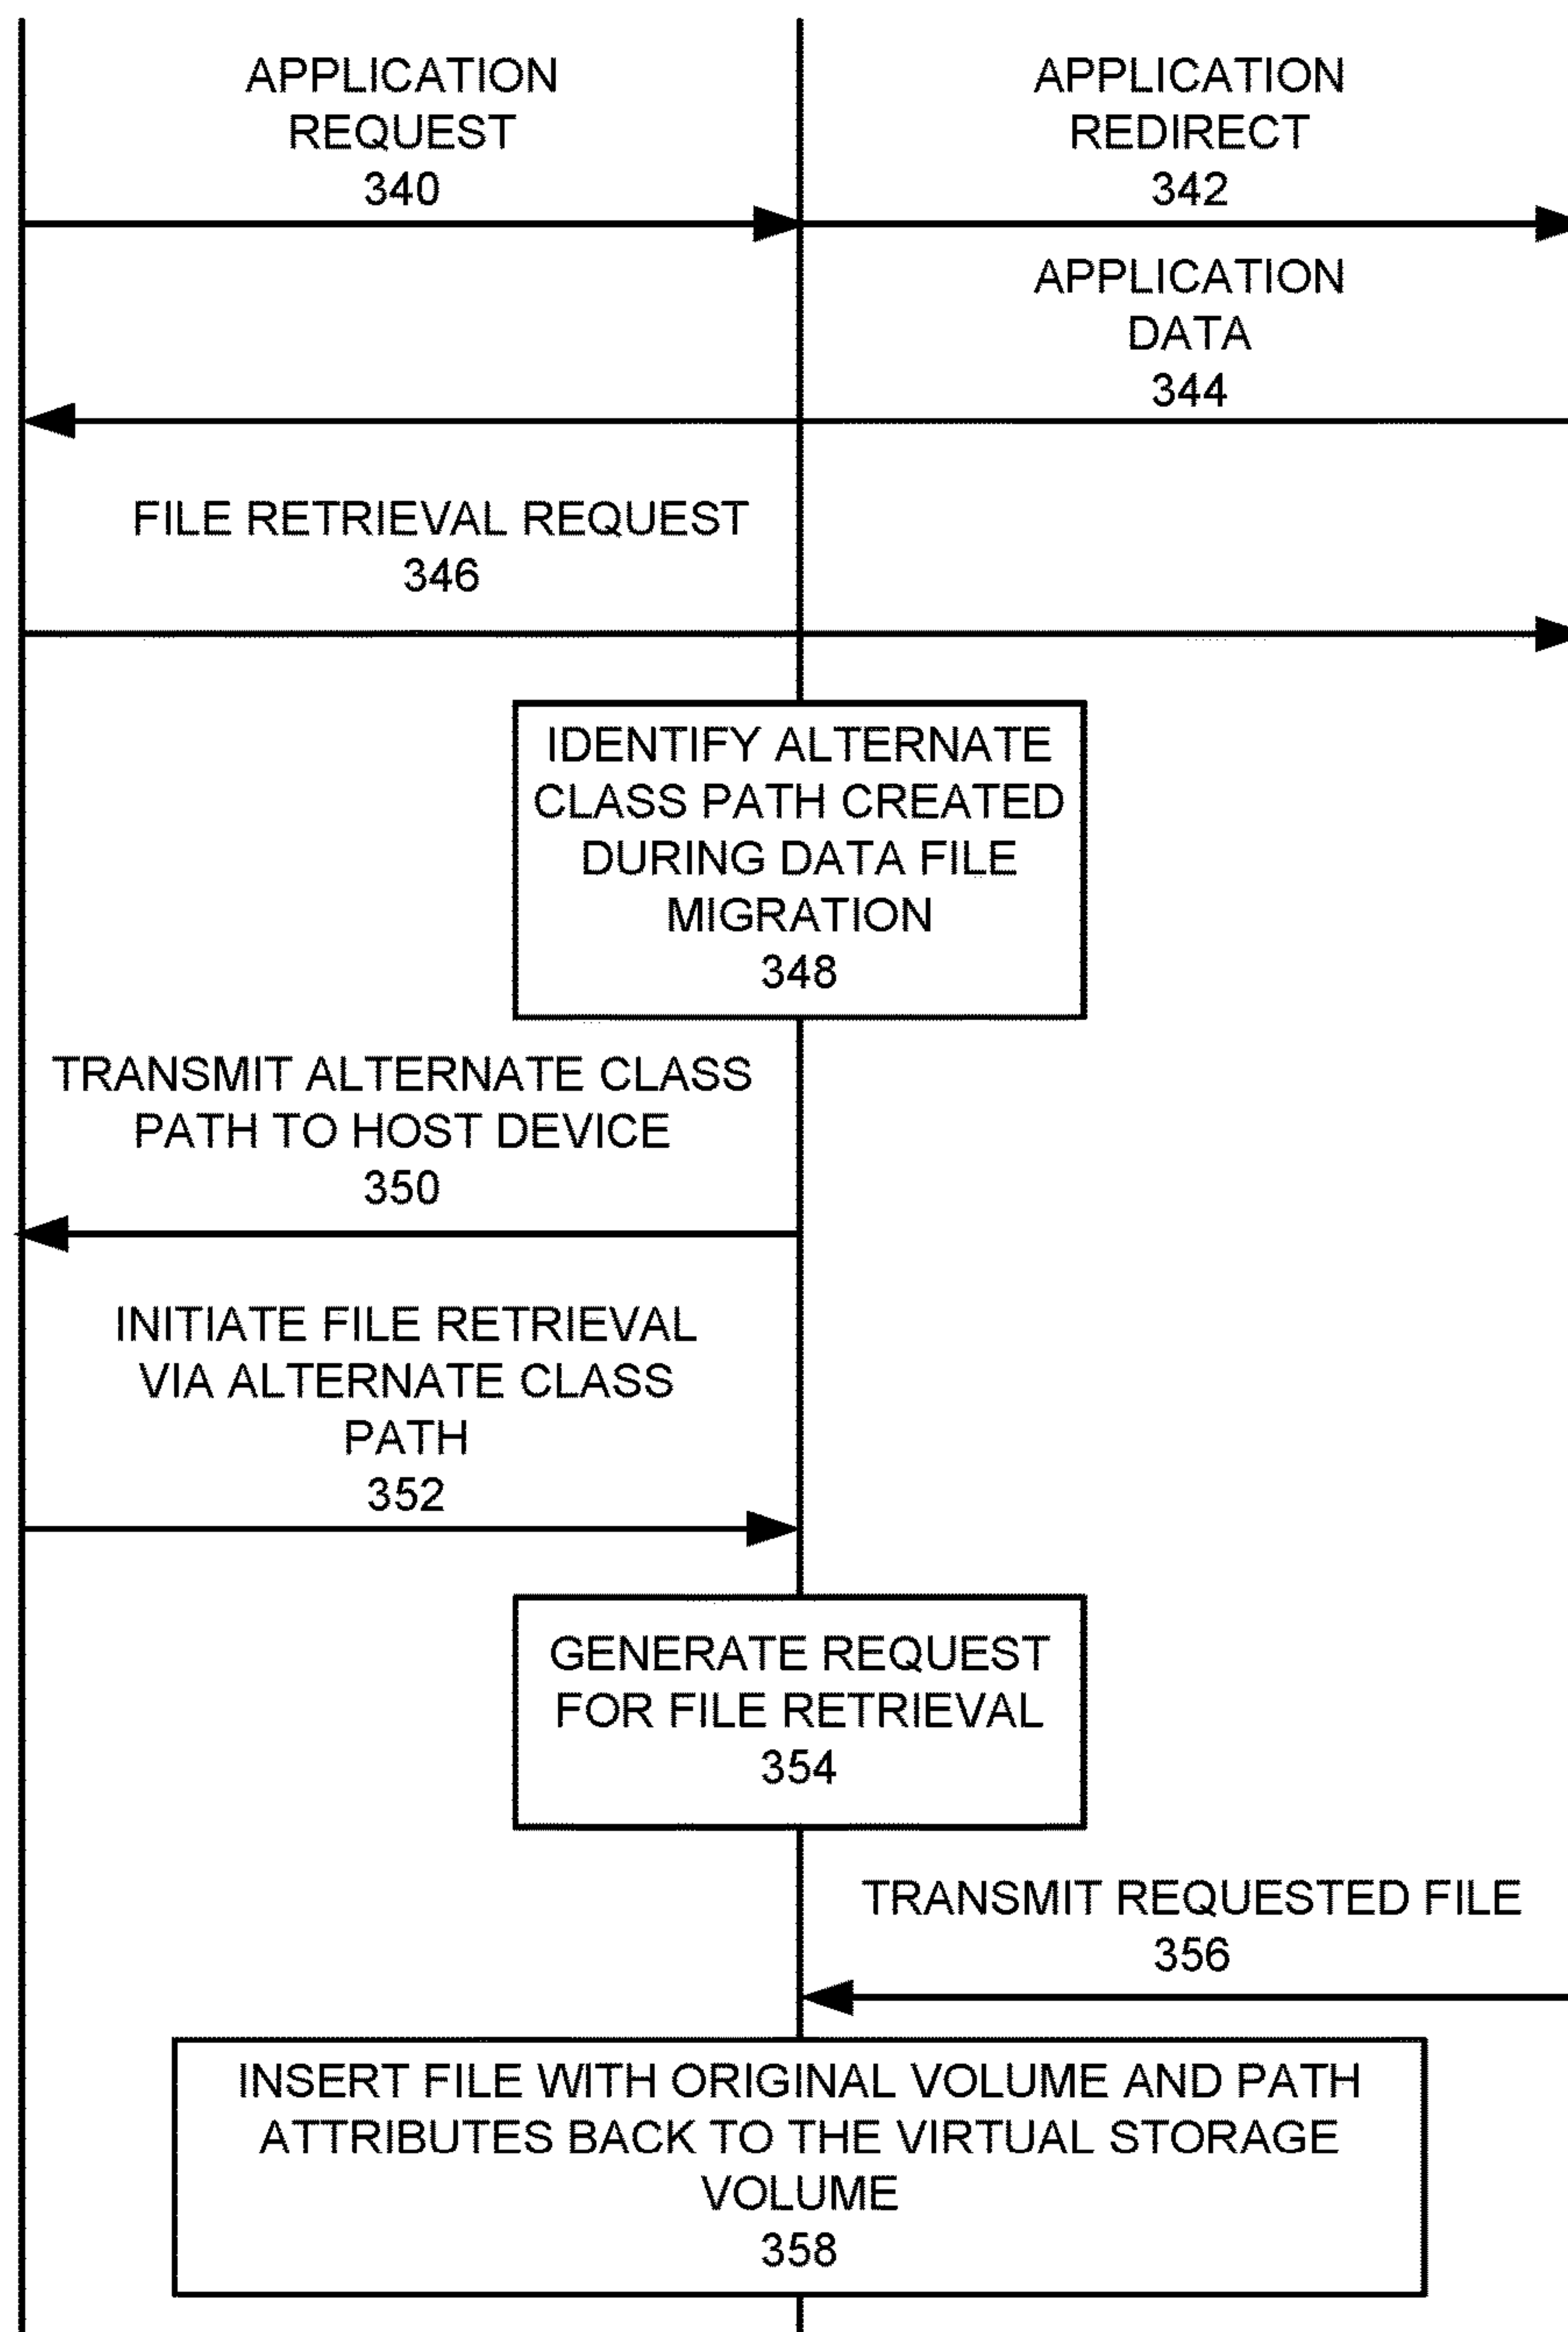 APPLICATION
REQUEST
340
APPLICATION
REDIRECT
342
APPLICATION
DATA
344
FILE RETRIEVAL REQUEST
346
IDENTIFY ALTERNATE
CLASS PATH CREATED
DURING DATA FILE
MIGRATION
348
TRANSMIT ALTERNATE CLASS
PATH TO HOST DEVICE
350
INITIATE FILE RETRIEVAL
VIA ALTERNATE CLASS
PATH
352
GENERATE REQUEST
FOR FILE RETRIEVAL
354
TRANSMIT REQUESTED FILE
356
INSERT FILE WITH ORIGINAL VOLUME AND PATH
ATTRIBUTES BACK TO THE VIRTUAL STORAGE
VOLUME
358